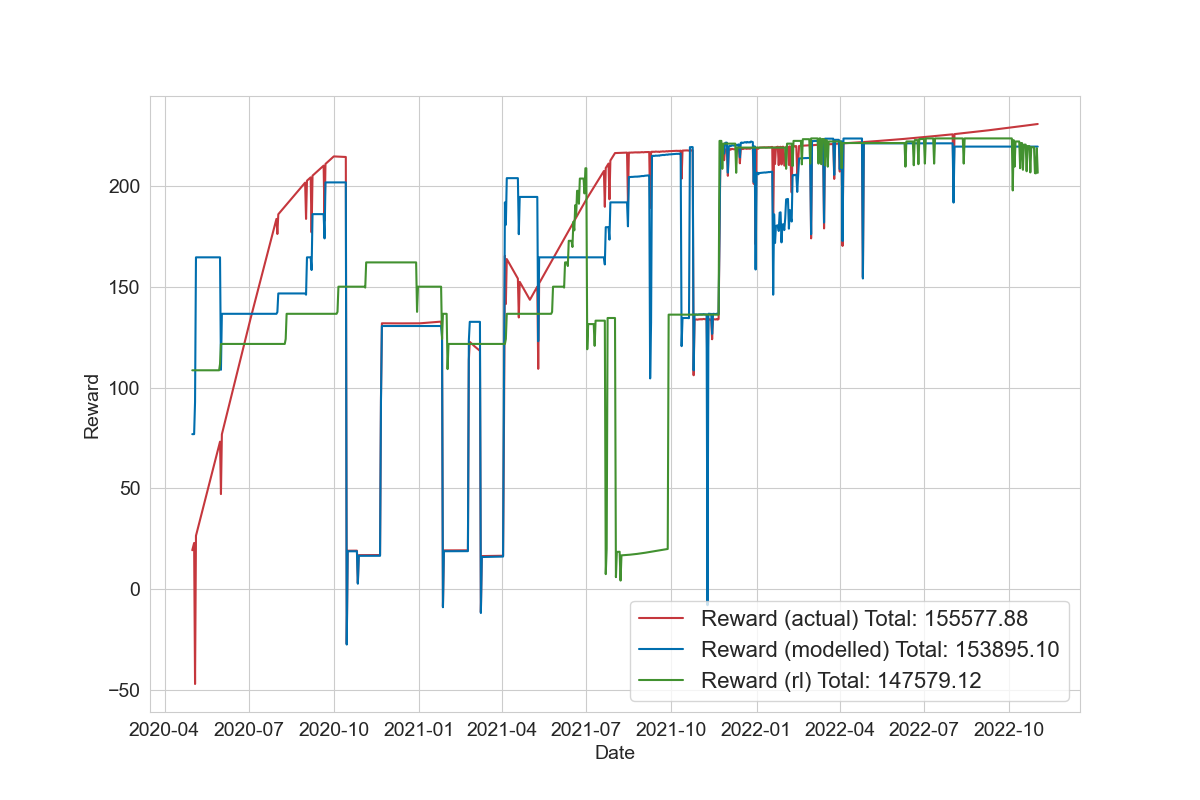 200
150
100
50
0
−50
Reward
2020-04 2020-07 2020-10 2021-01 2021-04 2021-07 2021-10 2022-01 2022-04 2022-07 2022-10
Date
Reward (actual) Total: 155577.88
Reward (modelled) Total: 153895.10
Reward (rl) Total: 147579.12